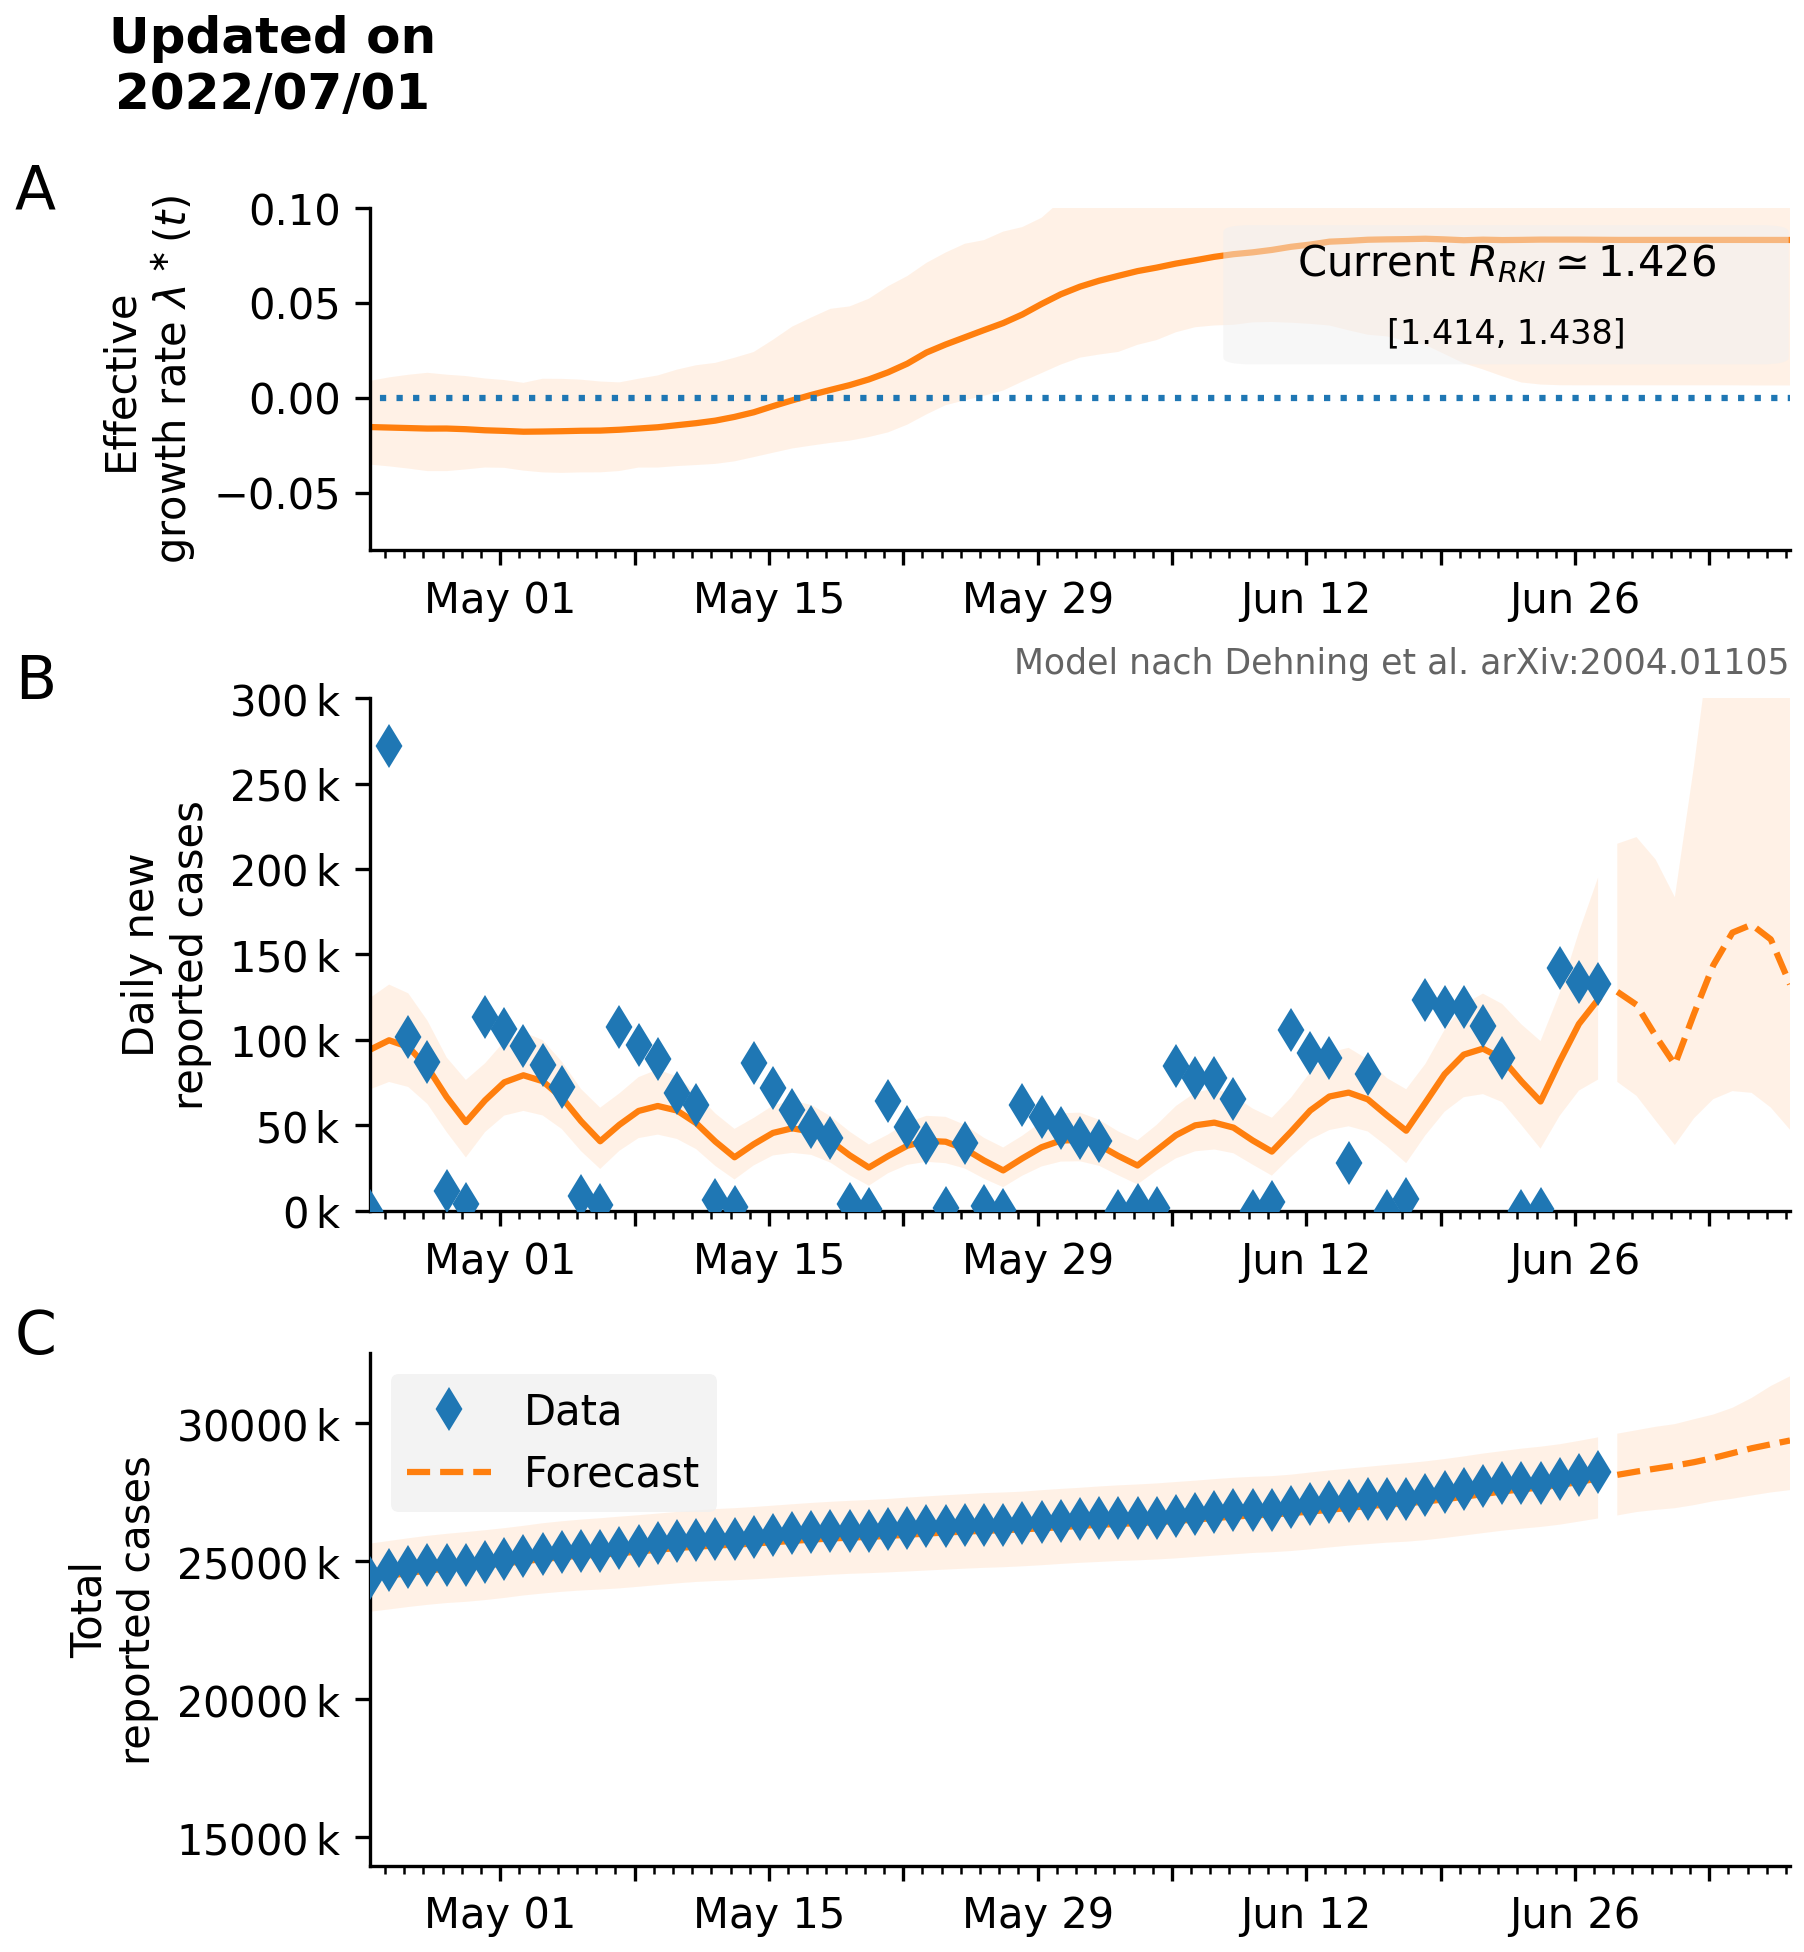 Updated on
2022/07/01
A
Effective
growth rate λ * (t)
0.10
0.05
0.00
−0.05
Current R_RKI ≃ 1.426
[1.414, 1.438]
May 01 May 15 May 29 Jun 12 Jun 26
Model nach Dehning et al. arXiv:2004.01105
B
Daily new
reported cases
300 k
250 k
200 k
150 k
100 k
50 k
0 k
May 01 May 15 May 29 Jun 12 Jun 26
C
Total
reported cases
30000 k
25000 k
20000 k
15000 k
Data
Forecast
May 01 May 15 May 29 Jun 12 Jun 26